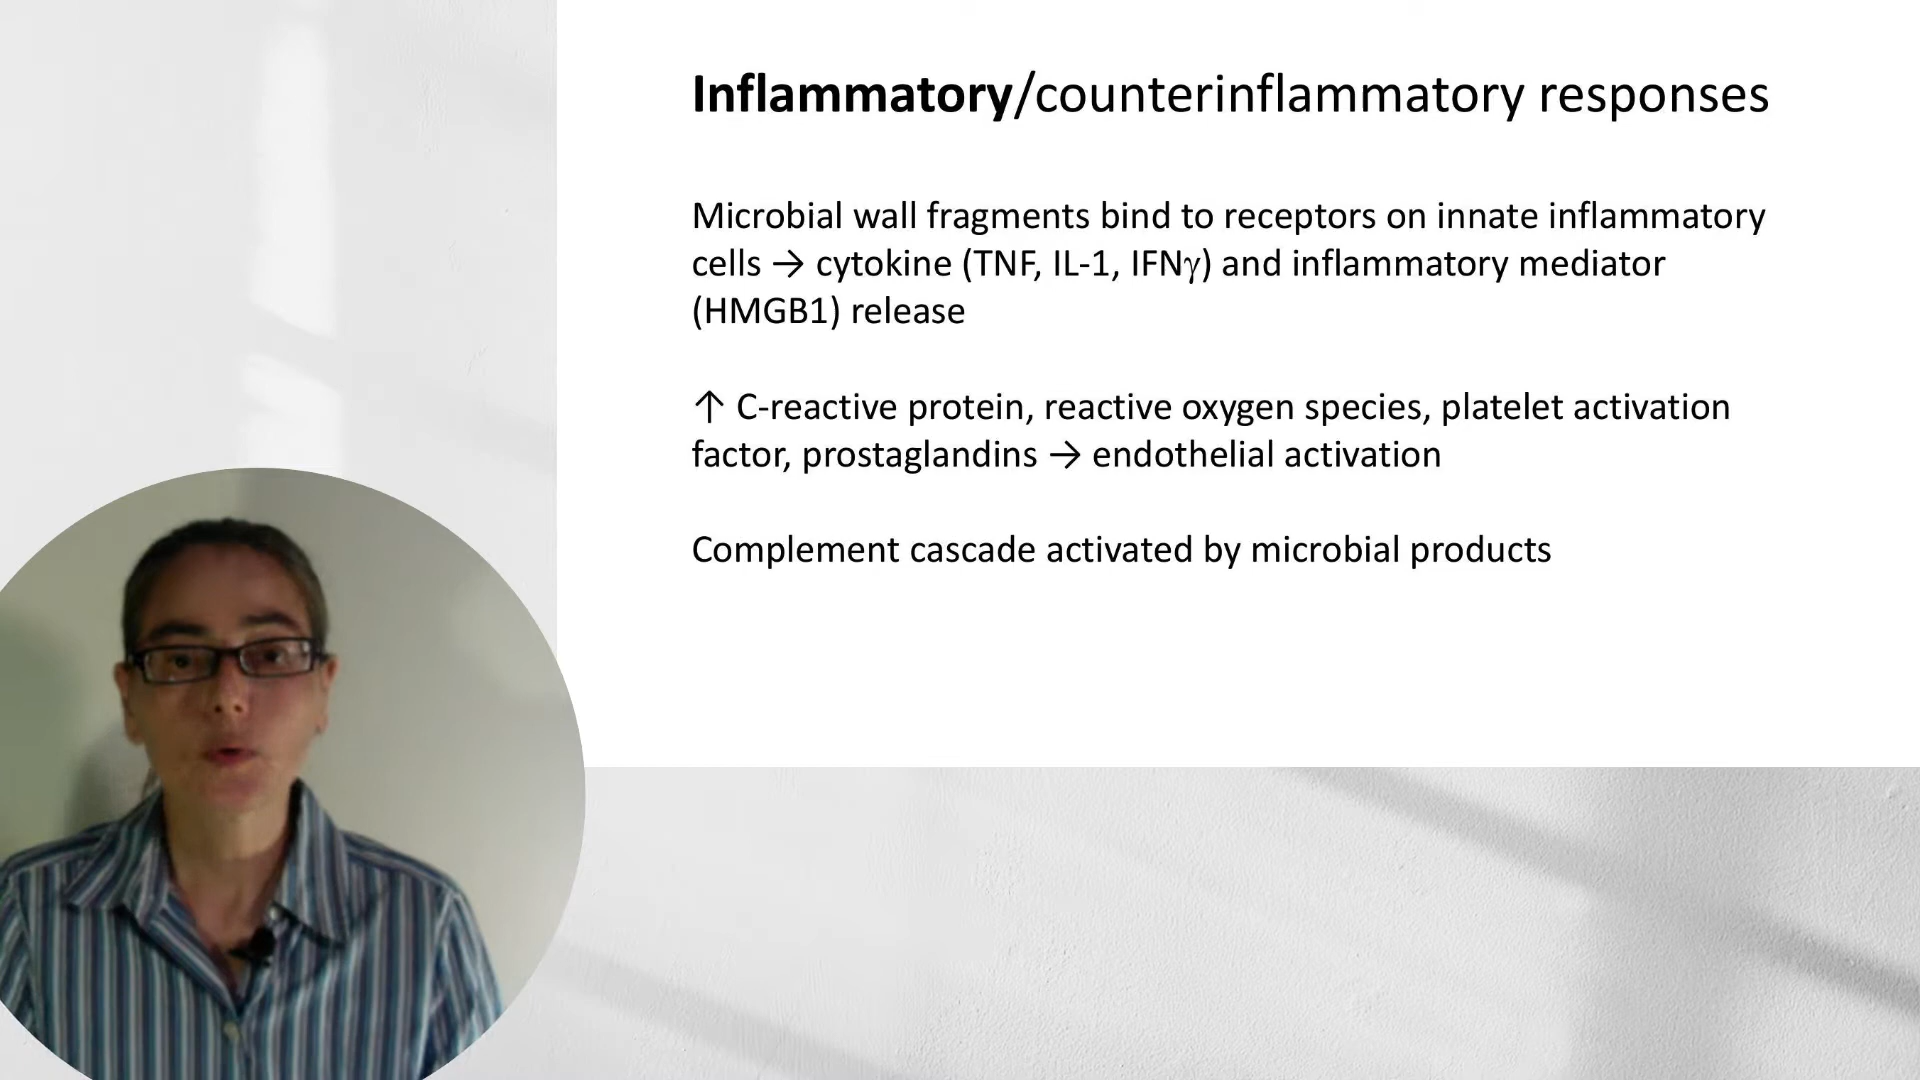 Inflammatory/counterinflammatory responses
Microbial wall fragments bind to receptors on innate inflammatory
cells → cytokine (TNF, IL-1, IFNγ) and inflammatory mediator
(HMGB1) release
↑ C-reactive protein, reactive oxygen species, platelet activation
factor, prostaglandins → endothelial activation
Complement cascade activated by microbial products